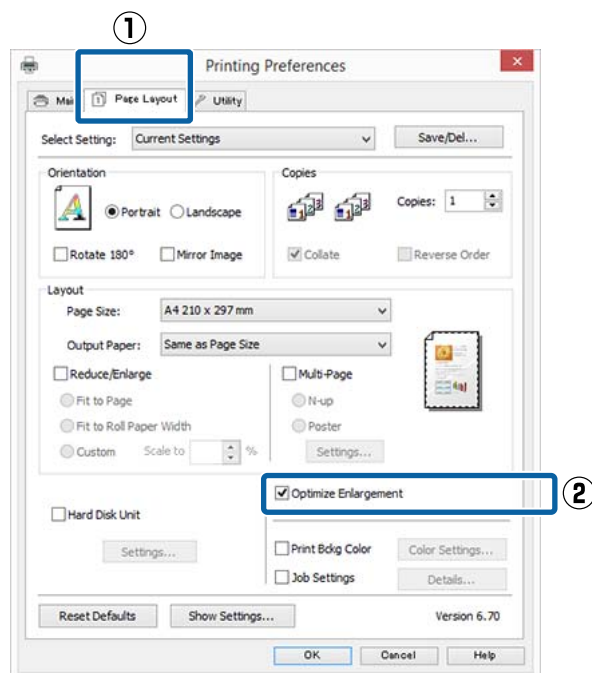 ①
Printing Preferences
Mai Page Layout Utility
Select Setting: Current Settings Save/Del...
Orientation Copies
Portrait Landscape Copies: 1
Rotate 180° Mirror Image Collate Reverse Order
Layout
Page Size: A4 210 x 297 mm
Output Paper: Same as Page Size
Reduce/Enlarge Multi-Page
Fit to Page N-up
Fit to Roll Paper Width Poster
Custom Scale to % Settings...
Optimize Enlargement ②
Hard Disk Unit
Settings... Print Bckg Color Color Settings...
Job Settings Details...
Reset Defaults Show Settings... Version 6.70
OK Cancel Help